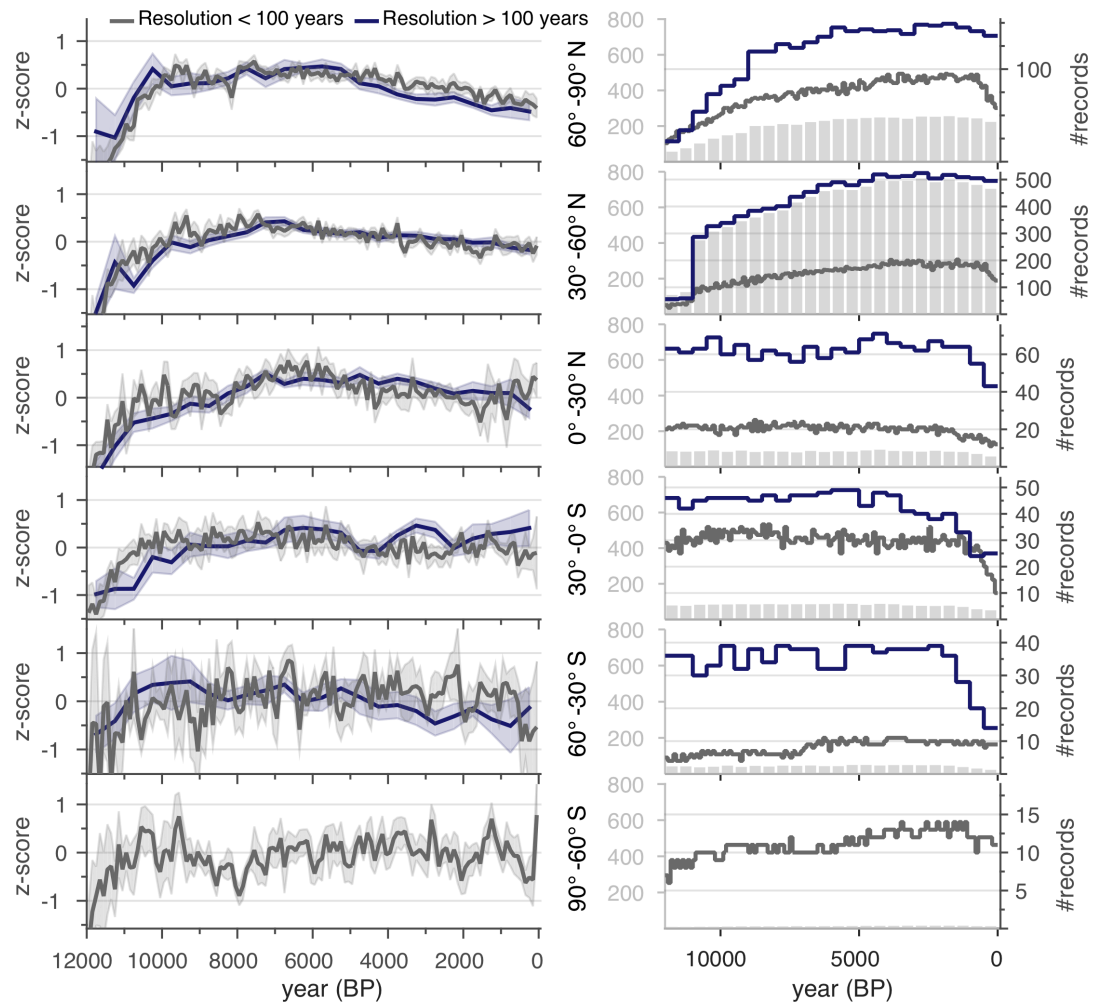 Resolution < 100 years Resolution > 100 years
z-score
1
0
-1
60° -90° N
800
600
400
200
100
#records
z-score
1
0
-1
30° -60° N
800
600
400
200
500
400
300
200
100
#records
z-score
1
0
-1
0° -30° N
800
600
400
200
60
40
20
#records
z-score
1
0
-1
30° -0° S
800
600
400
200
50
40
30
20
10
#records
z-score
1
0
-1
60° -30° S
800
600
400
200
40
30
20
10
#records
z-score
1
0
-1
90° -60° S
800
600
400
200
15
10
5
#records
12000 10000 8000 6000 4000 2000 0
year (BP)
10000 5000 0
year (BP)